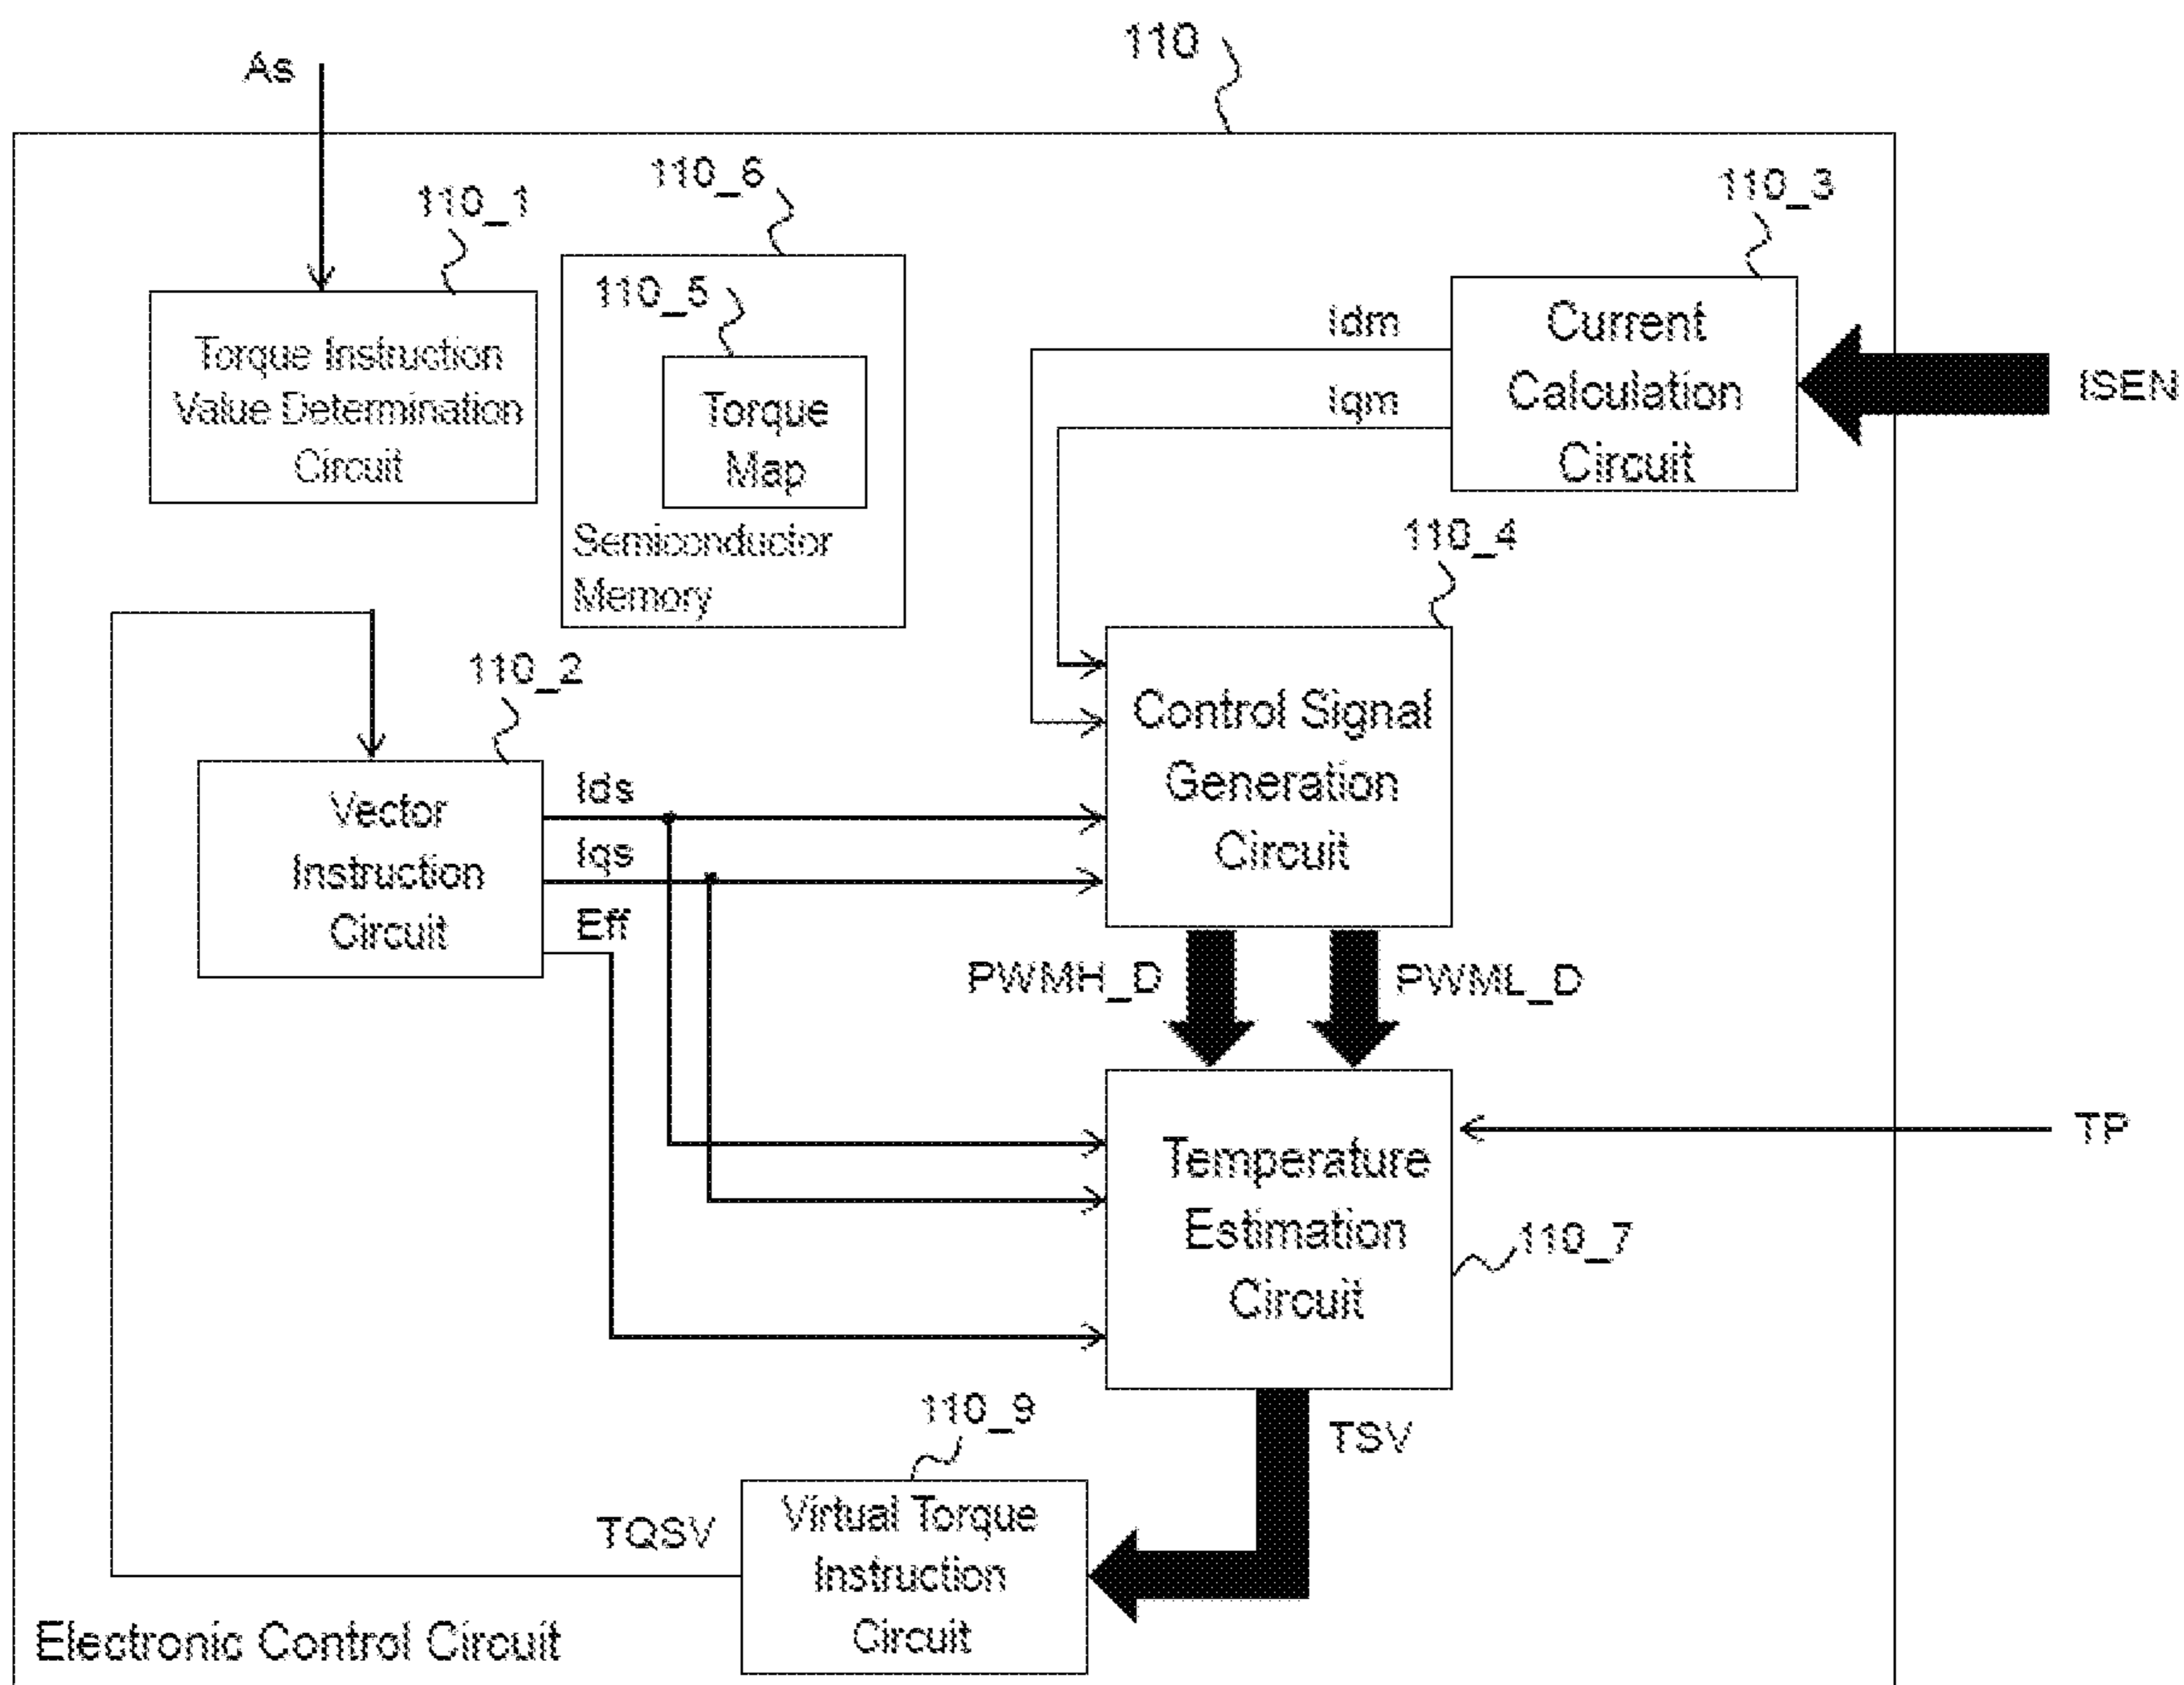 110
As
110_1
110_6
110_3
110_5
Torque Instruction
Value Determination
Circuit
Torque
Map
Semiconductor
Memory
Idm
Iqm
Current
Calculation
Circuit
ISEN
110_4
110_2
Control Signal
Generation
Circuit
Vector
Instruction
Circuit
Ids
Iqs
Eff
PWMH_D
PWML_D
Temperature
Estimation
Circuit
TP
110_7
110_9
TSV
TQSV
Virtual Torque
Instruction
Circuit
Electronic Control Circuit